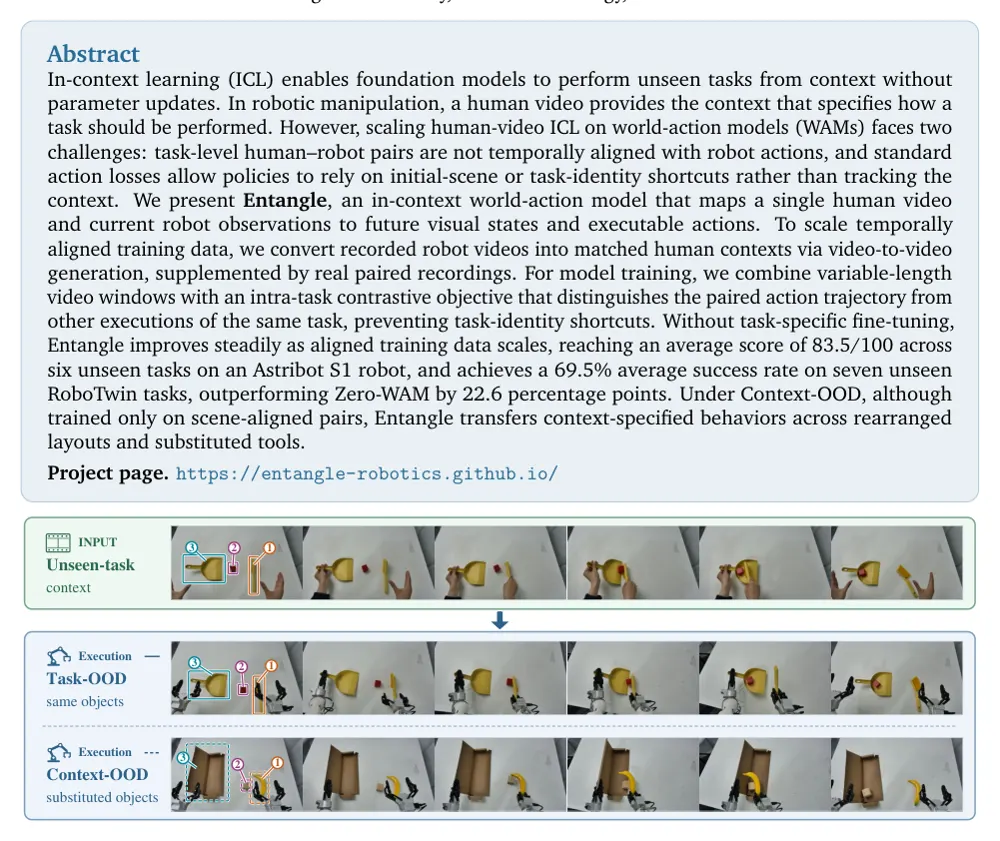 Abstract
In-context learning (ICL) enables foundation models to perform unseen tasks from context without
parameter updates. In robotic manipulation, a human video provides the context that specifies how a
task should be performed. However, scaling human-video ICL on world-action models (WAMs) faces two
challenges: task-level human–robot pairs are not temporally aligned with robot actions, and standard
action losses allow policies to rely on initial-scene or task-identity shortcuts rather than tracking the
context. We present Entangle, an in-context world-action model that maps a single human video
and current robot observations to future visual states and executable actions. To scale temporally
aligned training data, we convert recorded robot videos into matched human contexts via video-to-video
generation, supplemented by real paired recordings. For model training, we combine variable-length
video windows with an intra-task contrastive objective that distinguishes the paired action trajectory from
other executions of the same task, preventing task-identity shortcuts. Without task-specific fine-tuning,
Entangle improves steadily as aligned training data scales, reaching an average score of 83.5/100 across
six unseen tasks on an Astribot S1 robot, and achieves a 69.5% average success rate on seven unseen
RoboTwin tasks, outperforming Zero-WAM by 22.6 percentage points. Under Context-OOD, although
trained only on scene-aligned pairs, Entangle transfers context-specified behaviors across rearranged
layouts and substituted tools.
Project page. https://entangle-robotics.github.io/
INPUT
Unseen-task
context
3 2 1
Execution
Task-OOD
same objects
3 2 1
Execution
Context-OOD
substituted objects
3 2 1